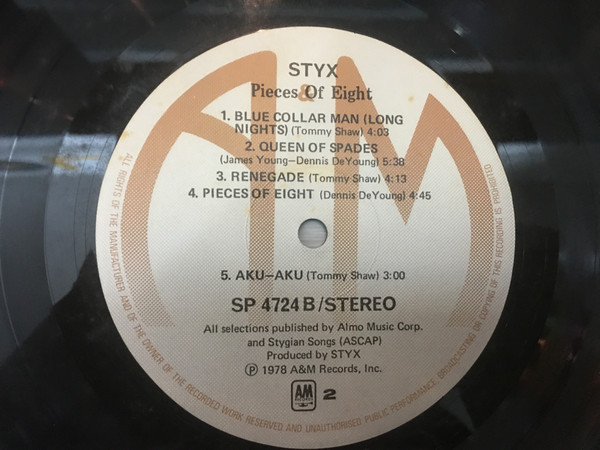 STYX
Pieces Of Eight
1. BLUE COLLAR MAN (LONG
NIGHTS) (Tommy Shaw) 4:03
2. QUEEN OF SPADES
(James Young—Dennis DeYoung) 5:38
3. RENEGADE (Tommy Shaw) 4:13
4. PIECES OF EIGHT (Dennis DeYoung) 4:45
5. AKU—AKU (Tommy Shaw) 3:00
SP 4724 B/STEREO
All selections published by Almo Music Corp.
and Stygian Songs (ASCAP)
Produced by STYX
℗ 1978 A&M Records, Inc.
AM
RECORDS
2
A&M
ALL RIGHTS OF THE MANUFACTURER AND OF THE OWNER OF THE RECORDED WORK RESERVED AND UNAUTHORISED PUBLIC PERFORMANCE, BROADCASTING OR COPYING OF THIS RECORDING IS PROHIBITED.